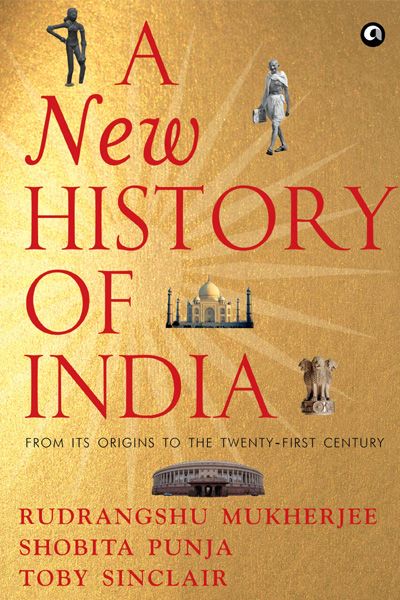 A
New
HISTORY
OF
INDIA
FROM ITS ORIGINS TO THE TWENTY-FIRST CENTURY
RUDRANGSHU MUKHERJEE
SHOBITA PUNJA
TOBY SINCLAIR